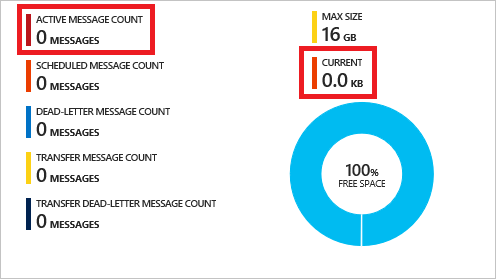 ACTIVE MESSAGE COUNT
0 MESSAGES
SCHEDULED MESSAGE COUNT
0 MESSAGES
DEAD-LETTER MESSAGE COUNT
0 MESSAGES
TRANSFER MESSAGE COUNT
0 MESSAGES
TRANSFER DEAD-LETTER MESSAGE COUNT
0 MESSAGES
MAX SIZE
16 GB
CURRENT
0.0 KB
100%
FREE SPACE